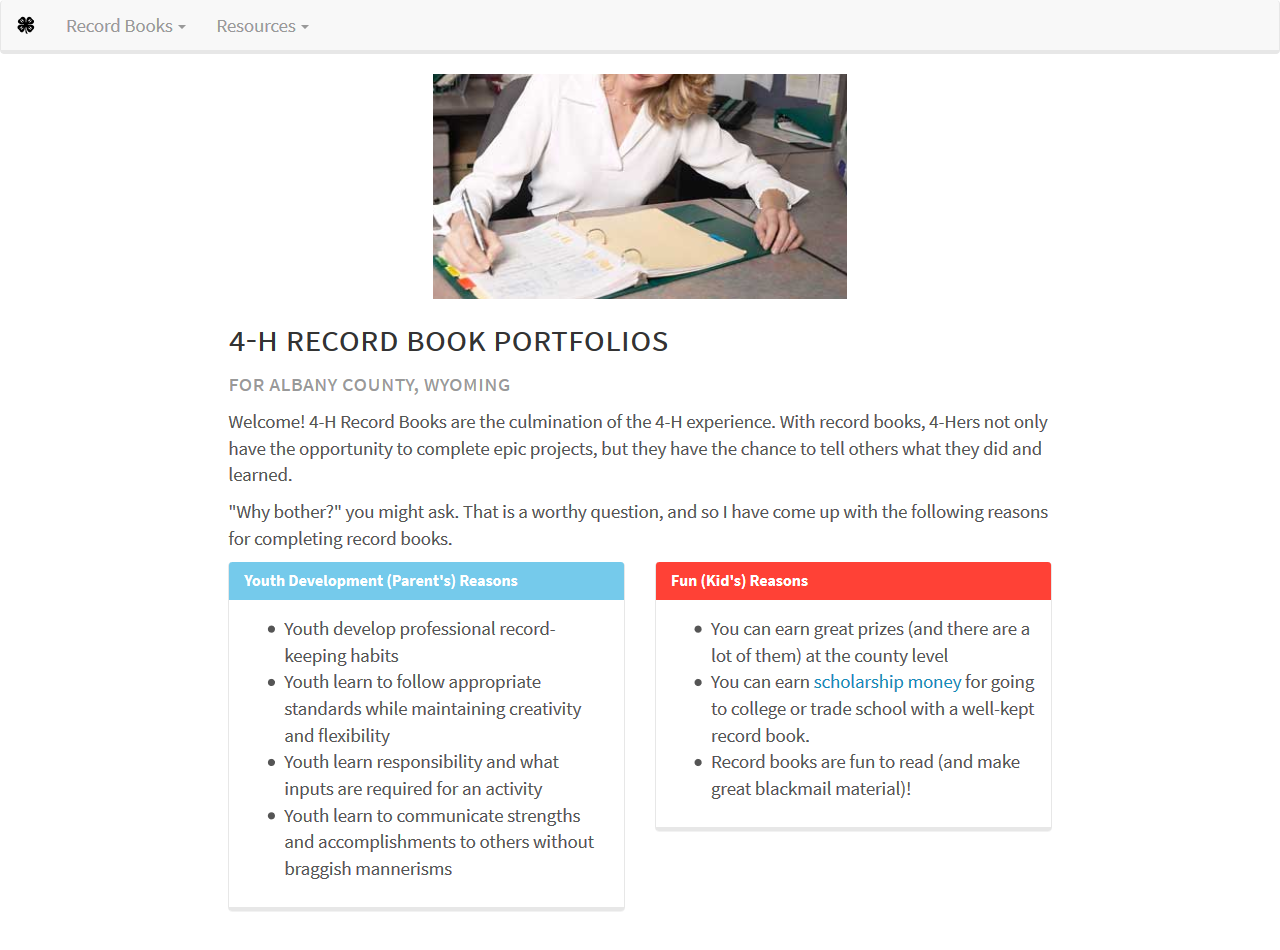 Record Books Resources
4-H RECORD BOOK PORTFOLIOS
FOR ALBANY COUNTY, WYOMING
Welcome! 4-H Record Books are the culmination of the 4-H experience. With record books, 4-Hers not only
have the opportunity to complete epic projects, but they have the chance to tell others what they did and
learned.
"Why bother?" you might ask. That is a worthy question, and so I have come up with the following reasons
for completing record books.
Youth Development (Parent's) Reasons
• Youth develop professional record-
keeping habits
• Youth learn to follow appropriate
standards while maintaining creativity
and flexibility
• Youth learn responsibility and what
inputs are required for an activity
• Youth learn to communicate strengths
and accomplishments to others without
braggish mannerisms
Fun (Kid's) Reasons
• You can earn great prizes (and there are a
lot of them) at the county level
• You can earn scholarship money for going
to college or trade school with a well-kept
record book.
• Record books are fun to read (and make
great blackmail material)!